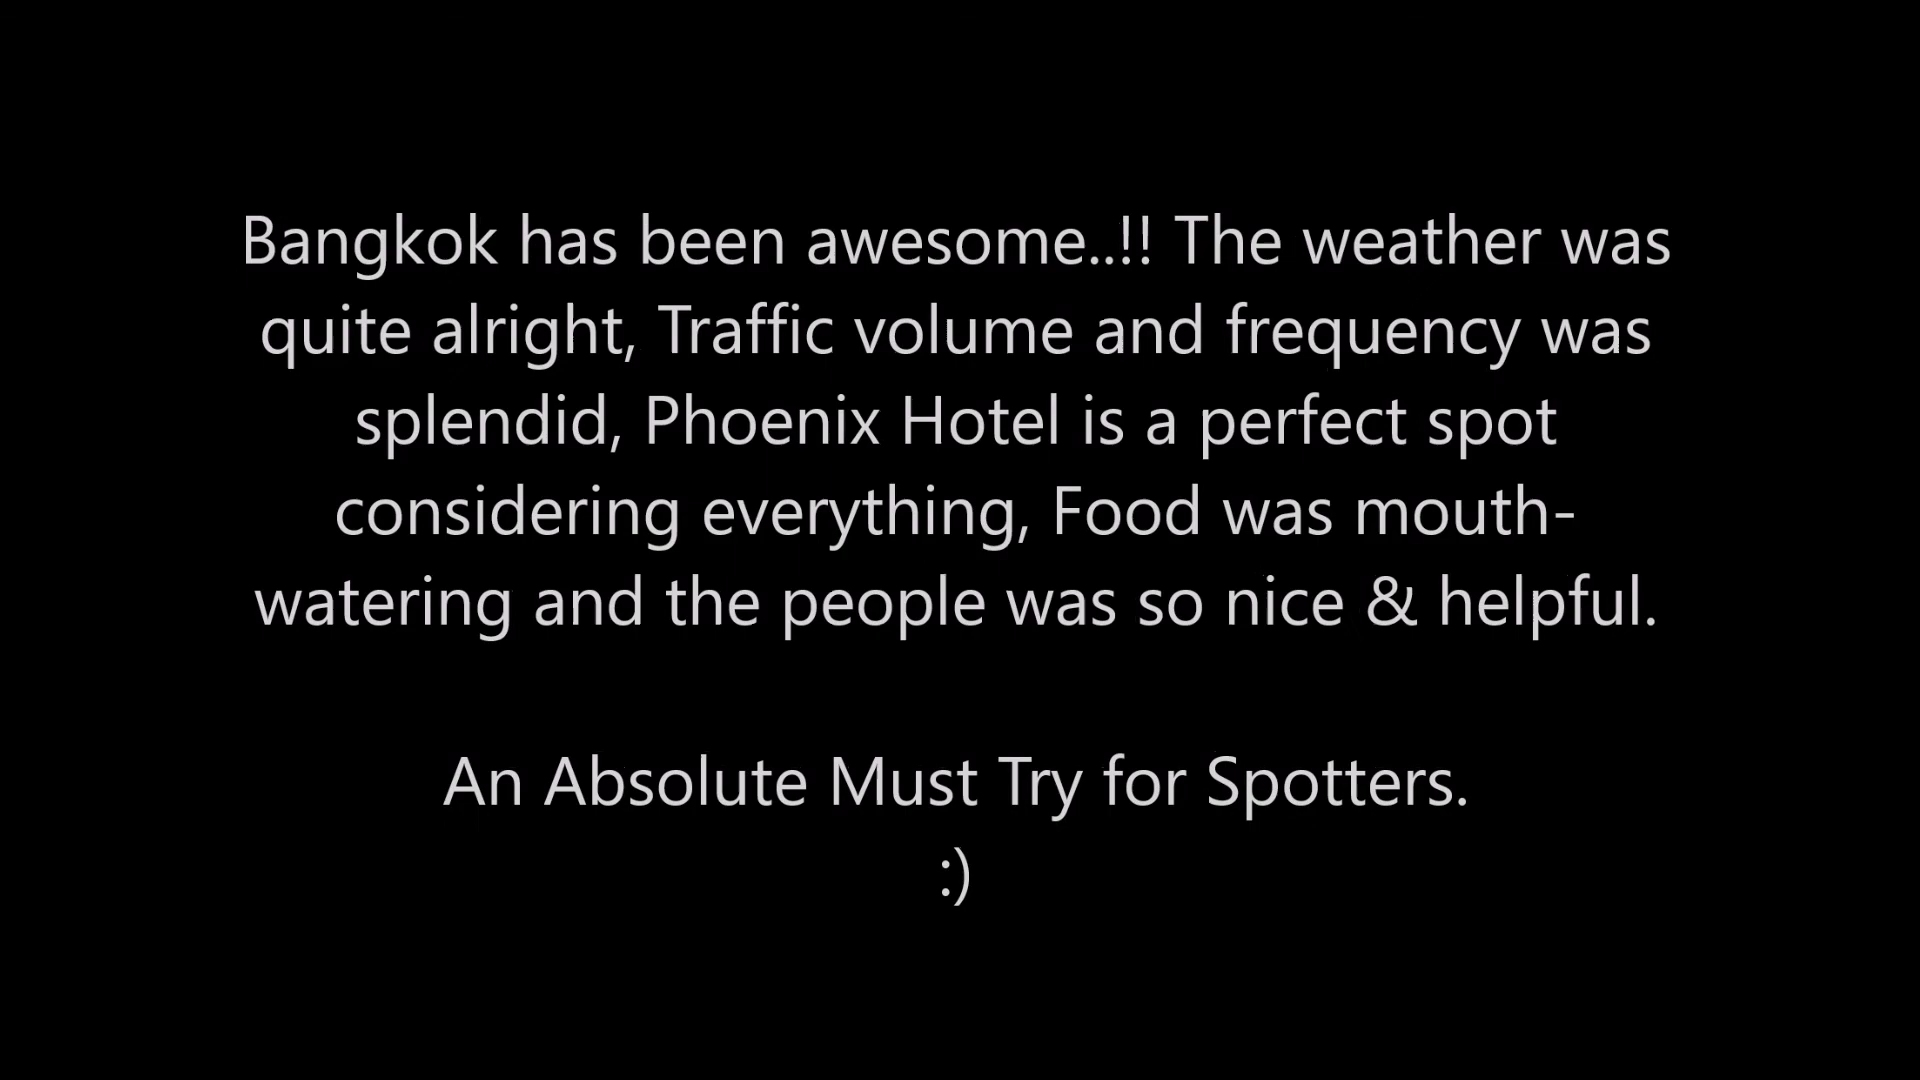 Bangkok has been awesome..!! The weather was
quite alright, Traffic volume and frequency was
splendid, Phoenix Hotel is a perfect spot
considering everything, Food was mouth-
watering and the people was so nice & helpful.
An Absolute Must Try for Spotters.
:)